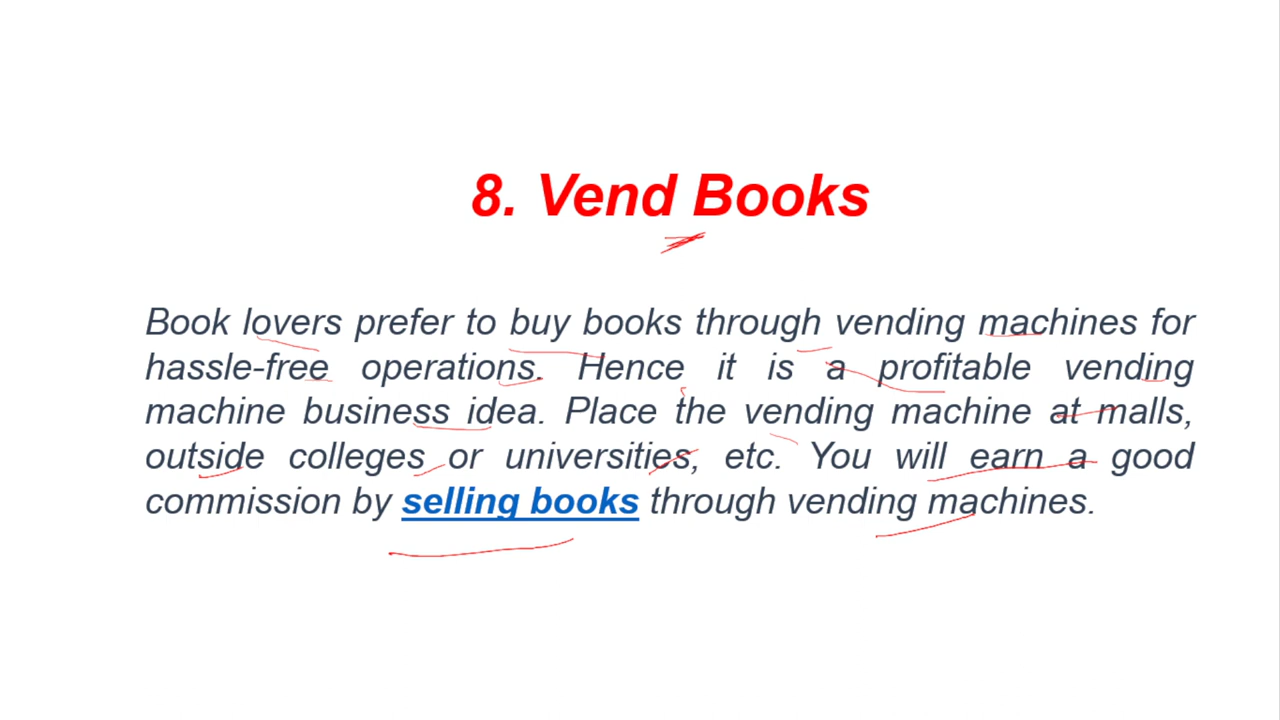 8. Vend Books
Book lovers prefer to buy books through vending machines for
hassle-free operations. Hence it is a profitable vending
machine business idea. Place the vending machine at malls,
outside colleges or universities, etc. You will earn a good
commission by selling books through vending machines.